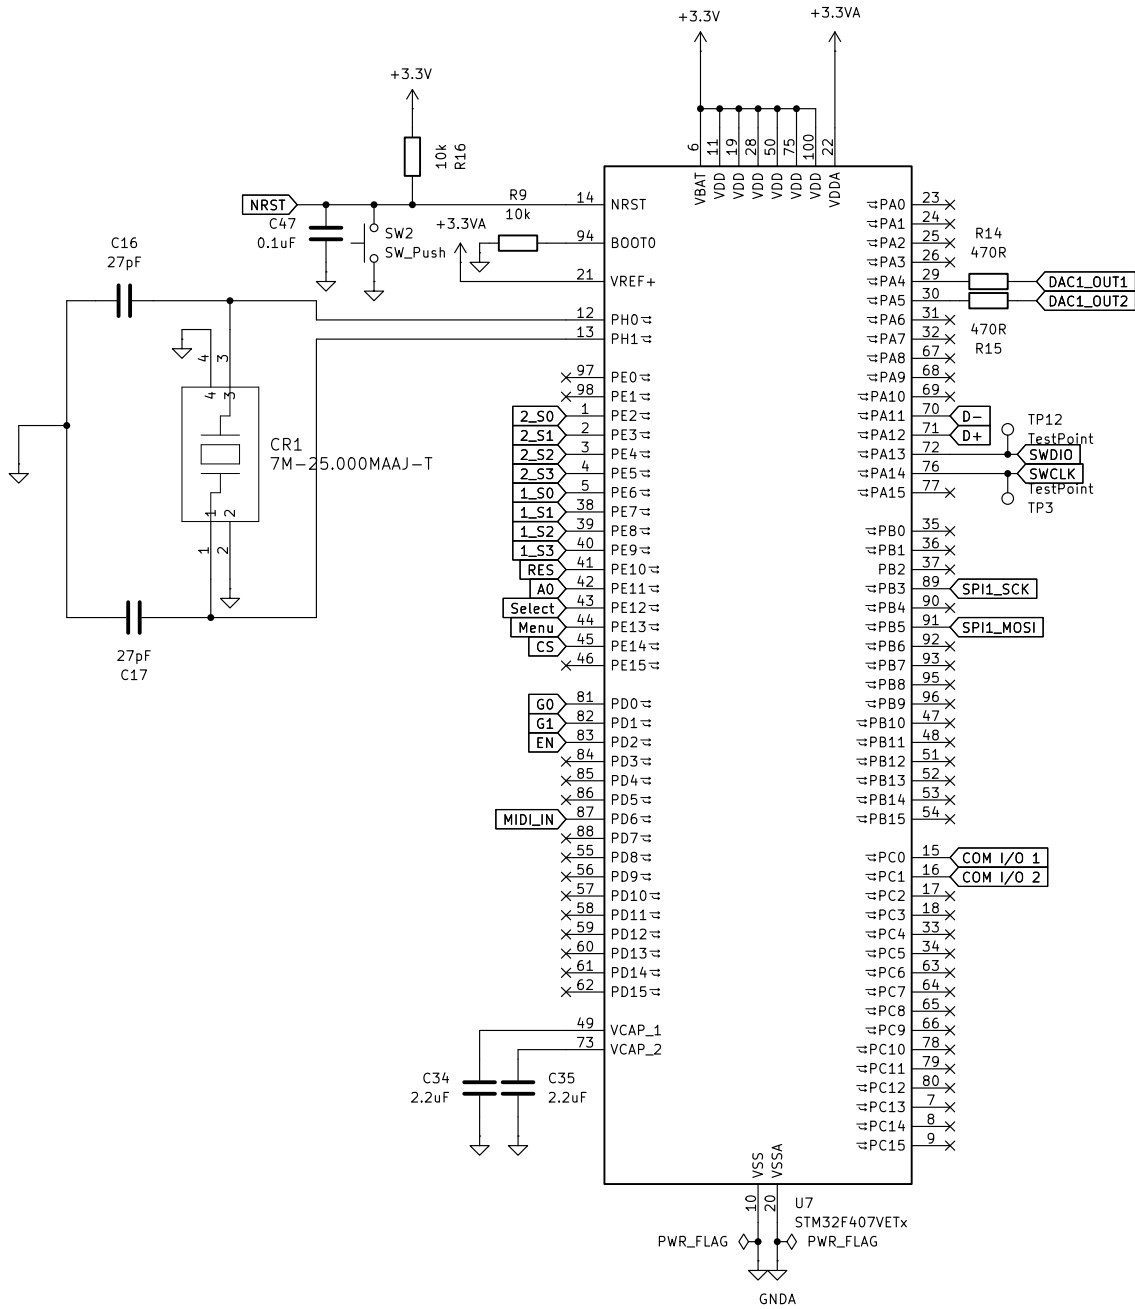 +3.3V
+3.3VA
+3.3V
10k
R16
6
11
19
28
50
75
100
22
VBAT
VDD
VDD
VDD
VDD
VDD
VDD
VDDA
NRST
C47
0.1uF
SW2
SW_Push
R9
10k
+3.3VA
C16
27pF
4
3
4
3
CR1
7M-25.000MAAJ-T
1
2
1
2
27pF
C17
14 NRST
94 BOOT0
21 VREF+
12 PH0
13 PH1
97 PE0
98 PE1
2_S0 1 PE2
2_S1 2 PE3
2_S2 3 PE4
2_S3 4 PE5
1_S0 5 PE6
1_S1 38 PE7
1_S2 39 PE8
1_S3 40 PE9
RES 41 PE10
A0 42 PE11
Select 43 PE12
Menu 44 PE13
CS 45 PE14
46 PE15
G0 81 PD0
G1 82 PD1
EN 83 PD2
84 PD3
85 PD4
86 PD5
MIDI_IN 87 PD6
88 PD7
55 PD8
56 PD9
57 PD10
58 PD11
59 PD12
60 PD13
61 PD14
62 PD15
49 VCAP_1
73 VCAP_2
C34
2.2uF
C35
2.2uF
PA0 23
PA1 24
PA2 25
PA3 26
R14
470R
PA4 29 DAC1_OUT1
PA5 30 DAC1_OUT2
PA6 31
470R
R15
PA7 32
PA8 67
PA9 68
PA10 69
PA11 70 D-
PA12 71 D+
TP12
TestPoint
PA13 72 SWDIO
PA14 76 SWCLK
TestPoint
TP3
PA15 77
PB0 35
PB1 36
PB2 37
PB3 89 SPI1_SCK
PB4 90
PB5 91 SPI1_MOSI
PB6 92
PB7 93
PB8 95
PB9 96
PB10 47
PB11 48
PB12 51
PB13 52
PB14 53
PB15 54
PC0 15 COM I/O 1
PC1 16 COM I/O 2
PC2 17
PC3 18
PC4 33
PC5 34
PC6 63
PC7 64
PC8 65
PC9 66
PC10 78
PC11 79
PC12 80
PC13 7
PC14 8
PC15 9
VSS
VSSA
10
20
U7
STM32F407VETx
PWR_FLAG
PWR_FLAG
GNDA